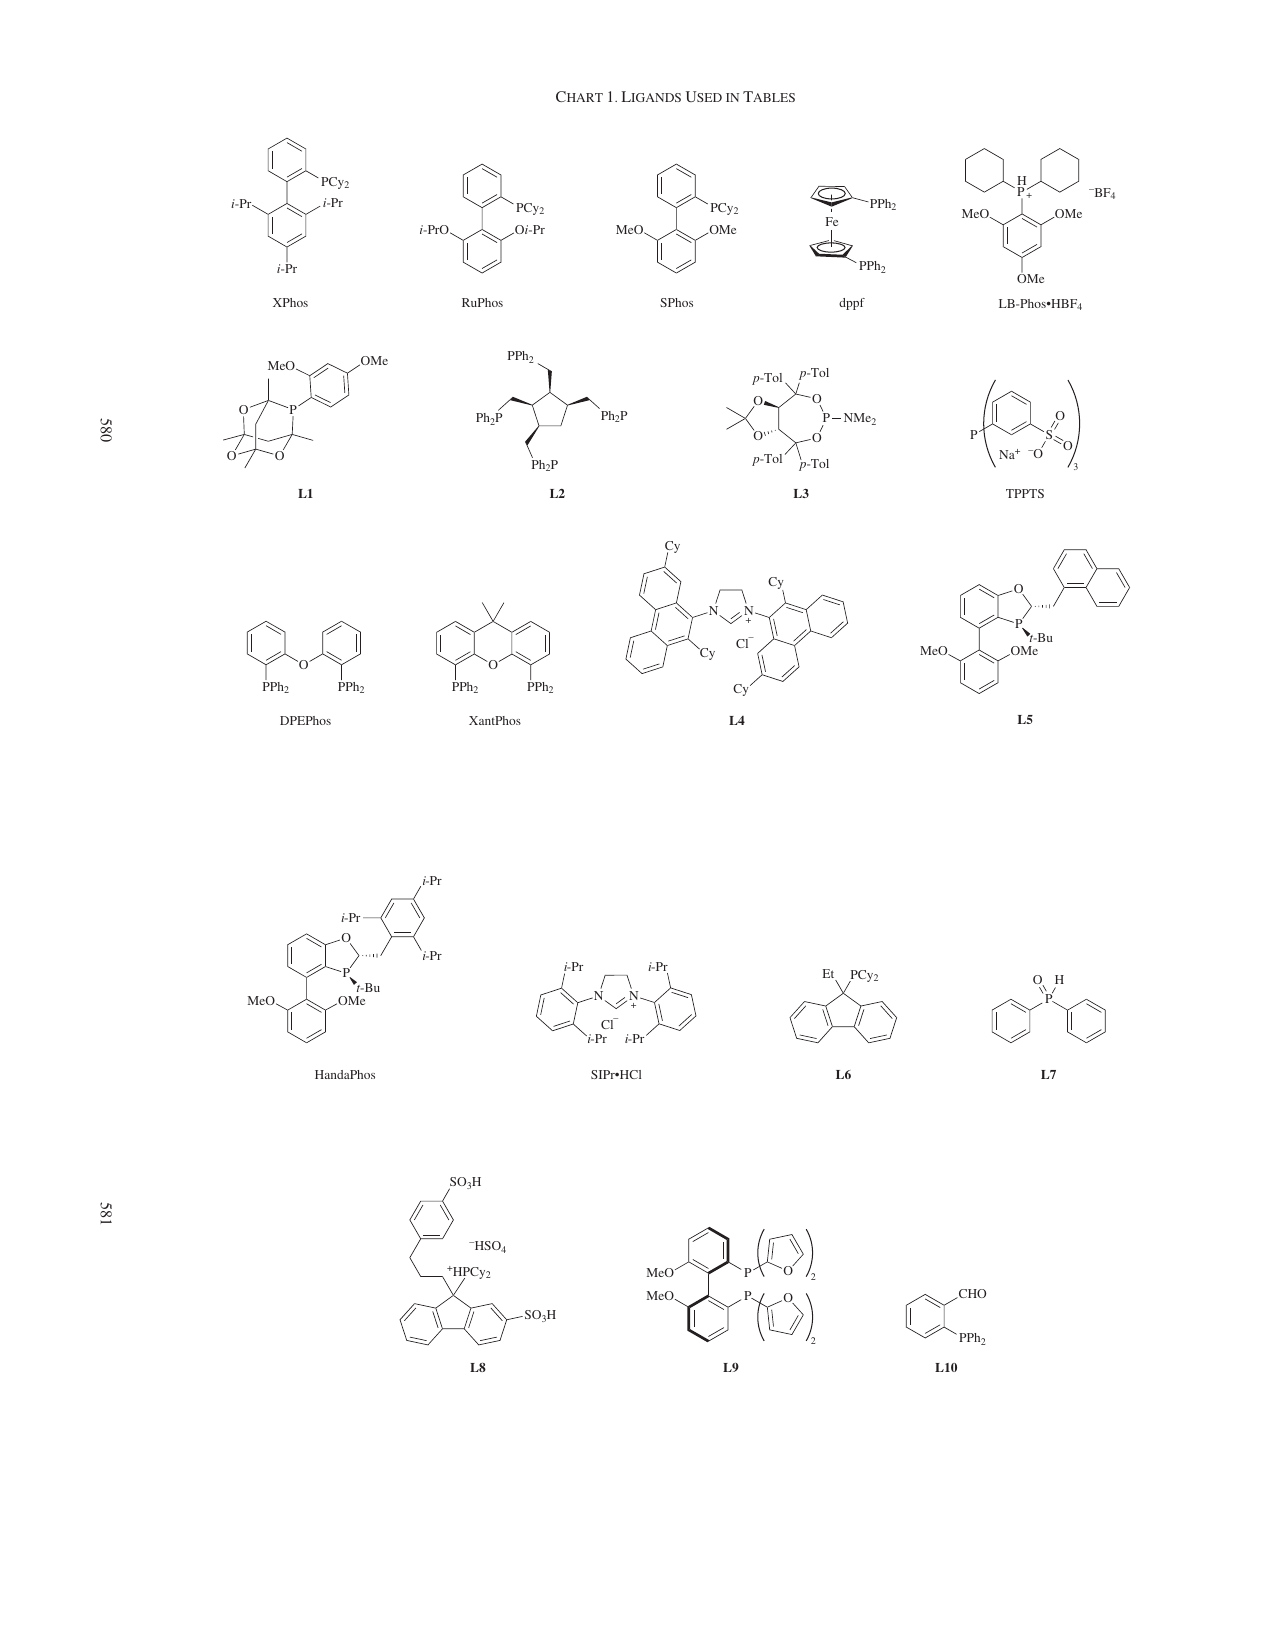 CHART 1. LIGANDS USED IN TABLES
PCy2
i-Pr
i-Pr
i-Pr
XPhos
PCy2
i-PrO
Oi-Pr
RuPhos
PCy2
MeO
OMe
SPhos
PPh2
Fe
PPh2
dppf
H
P+
−BF4
MeO
OMe
OMe
LB-Phos•HBF4
580
MeO
OMe
O
P
O
O
L1
PPh2
Ph2P
Ph2P
Ph2P
L2
p-Tol
p-Tol
O
O
P
NMe2
O
O
p-Tol
p-Tol
L3
P
O
S
O
Na+
−O
3
TPPTS
O
PPh2
PPh2
DPEPhos
O
PPh2
PPh2
XantPhos
Cy
Cy
N
N
+
Cl−
Cy
Cy
L4
O
P
t-Bu
MeO
OMe
L5
i-Pr
i-Pr
O
i-Pr
P
t-Bu
MeO
OMe
HandaPhos
i-Pr
i-Pr
N
N
+
Cl−
i-Pr
i-Pr
SIPr•HCl
Et
PCy2
L6
O
H
P
L7
581
SO3H
−HSO4
+HPCy2
SO3H
L8
MeO
P
O
2
MeO
P
O
2
L9
CHO
PPh2
L10